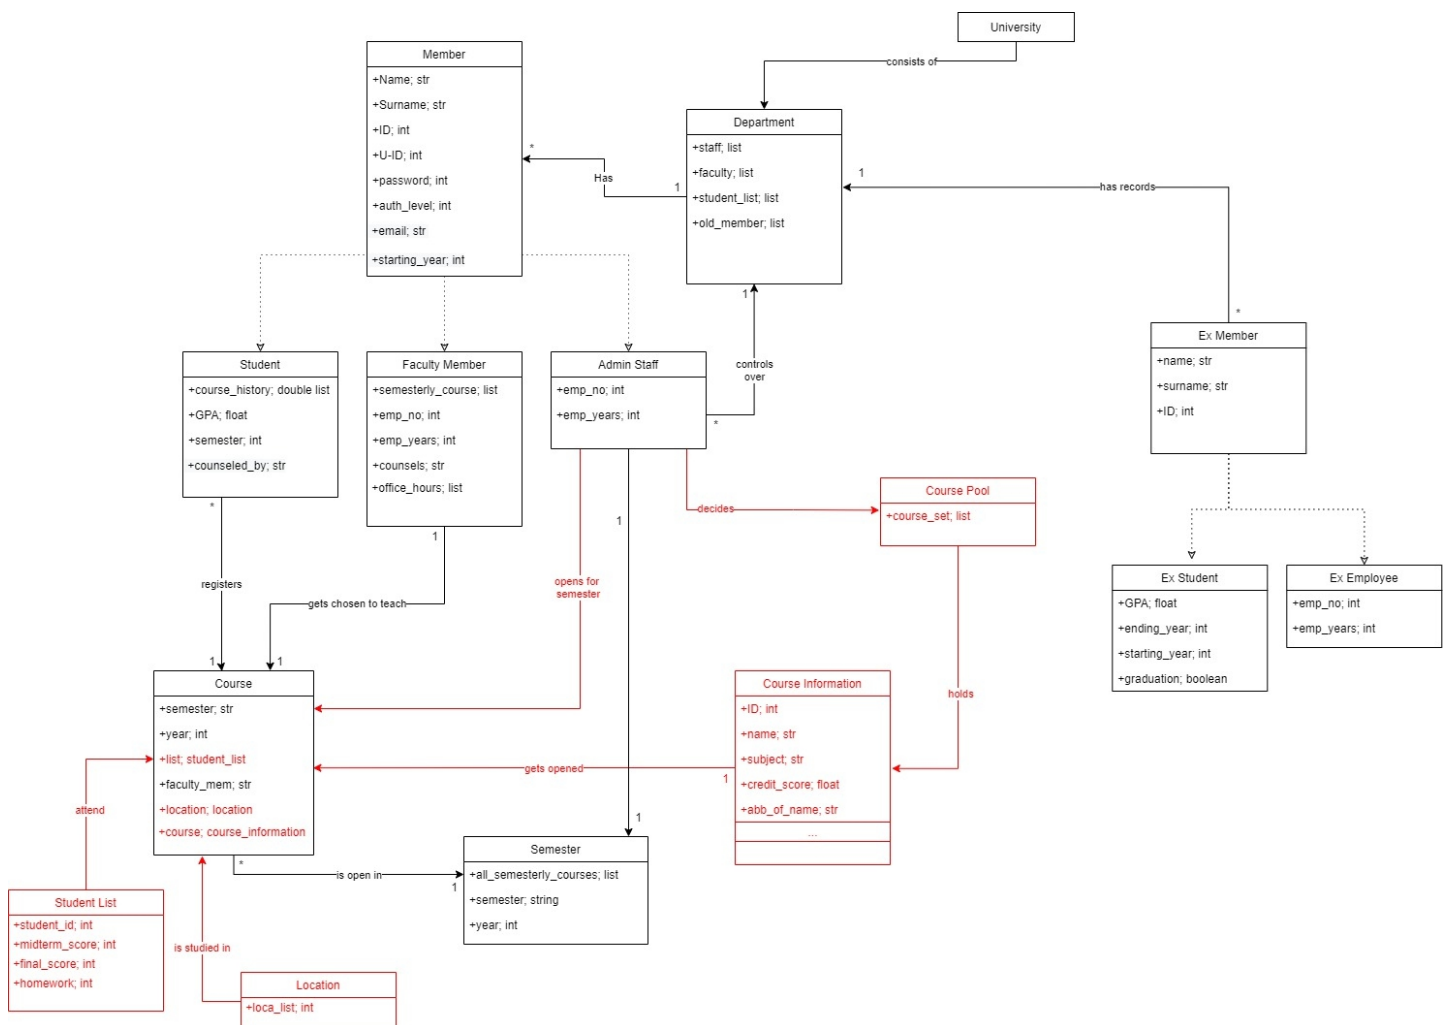 University
consists of
Member
+Name; str
+Surname; str
+ID; int
+U-ID; int
+password; int
+auth_level; int
+email; str
+starting_year; int
*
Has
1
Department
+staff; list
+faculty; list
+student_list; list
+old_member; list
1
has records
*
Ex Member
+name; str
+surname; str
+ID; int
Student
+course_history; double list
+GPA; float
+semester; int
+counseled_by; str
Faculty Member
+semesterly_course; list
+emp_no; int
+emp_years; int
+counsels; str
+office_hours; list
Admin Staff
+emp_no; int
+emp_years; int
1
controls
over
*
decides
Course Pool
+course_set; list
Ex Student
+GPA; float
+ending_year; int
+starting_year; int
+graduation; boolean
Ex Employee
+emp_no; int
+emp_years; int
*
registers
1
1
gets chosen to teach
1
opens for
semester
1
1
holds
Course
+semester; str
+year; int
+list; student_list
+faculty_mem; str
+location; location
+course; course_information
gets opened
1
Course Information
+ID; int
+name; str
+subject; str
+credit_score; float
+abb_of_name; str
...
attend
*
is open in
1
Semester
+all_semesterly_courses; list
+semester; string
+year; int
Student List
+student_id; int
+midterm_score; int
+final_score; int
+homework; int
is studied in
Location
+loca_list; int